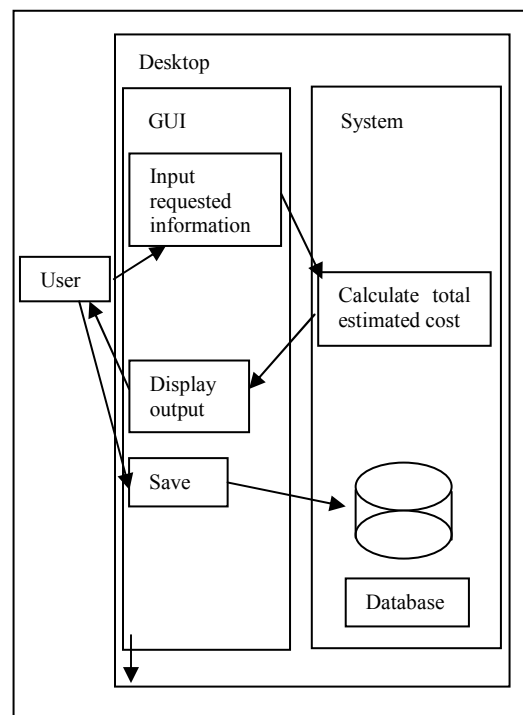 Desktop
GUI
System
Input
requested
information
User
Calculate total
estimated cost
Display
output
Save
Database